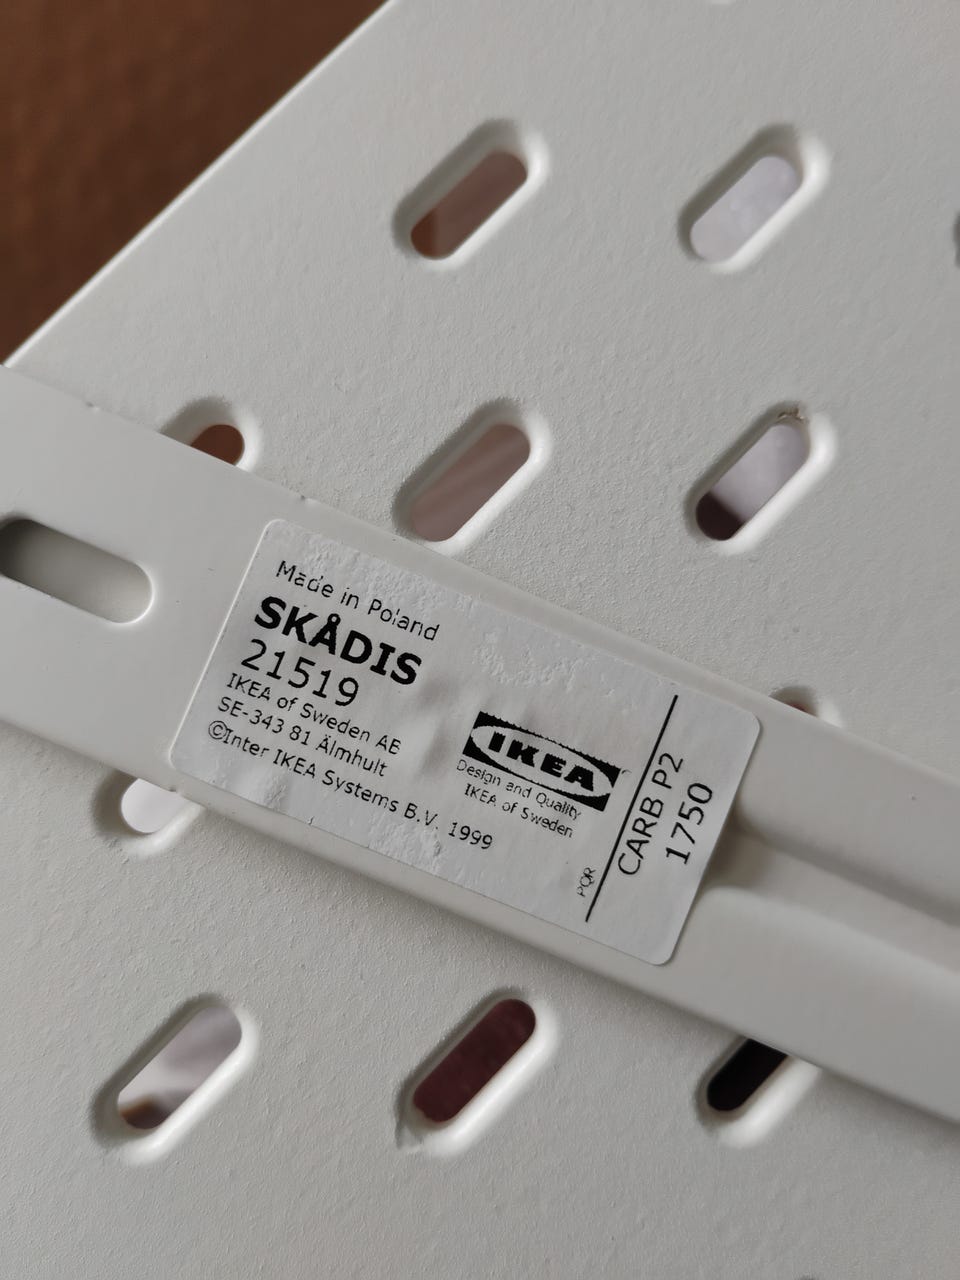 Made in Poland
SKÅDIS
21519
IKEA of Sweden AB
SE-343 81 Älmhult
©Inter IKEA Systems B.V. 1999
IKEA
Design and Quality
IKEA of Sweden
PQR
CARB P2
1750